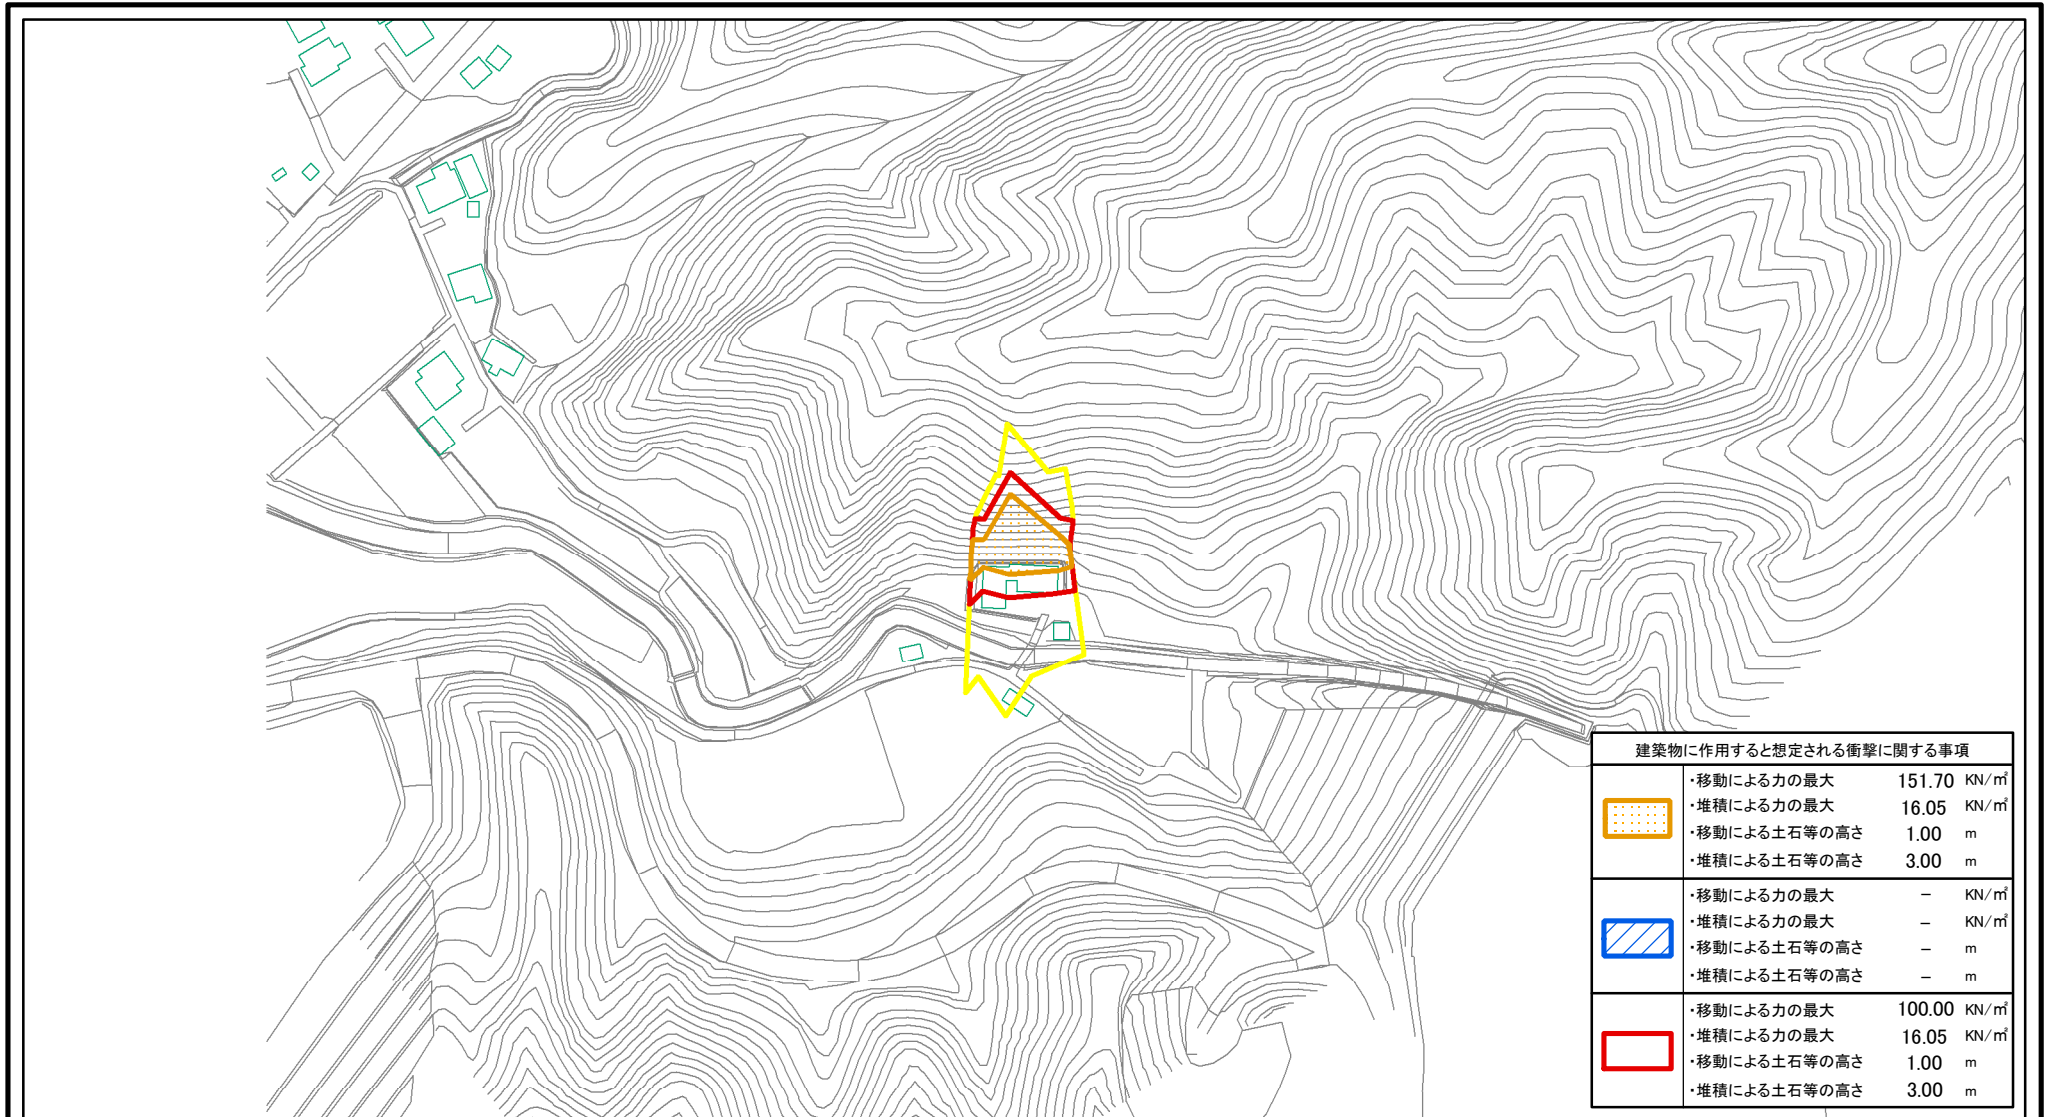 建築物に作用すると想定される衝撃に関する事項
・移動による力の最大 151.70 KN/㎡
・堆積による力の最大 16.05 KN/㎡
・移動による土石等の高さ 1.00 m
・堆積による土石等の高さ 3.00 m
・移動による力の最大 － KN/㎡
・堆積による力の最大 － KN/㎡
・移動による土石等の高さ － m
・堆積による土石等の高さ － m
・移動による力の最大 100.00 KN/㎡
・堆積による力の最大 16.05 KN/㎡
・移動による土石等の高さ 1.00 m
・堆積による土石等の高さ 3.00 m